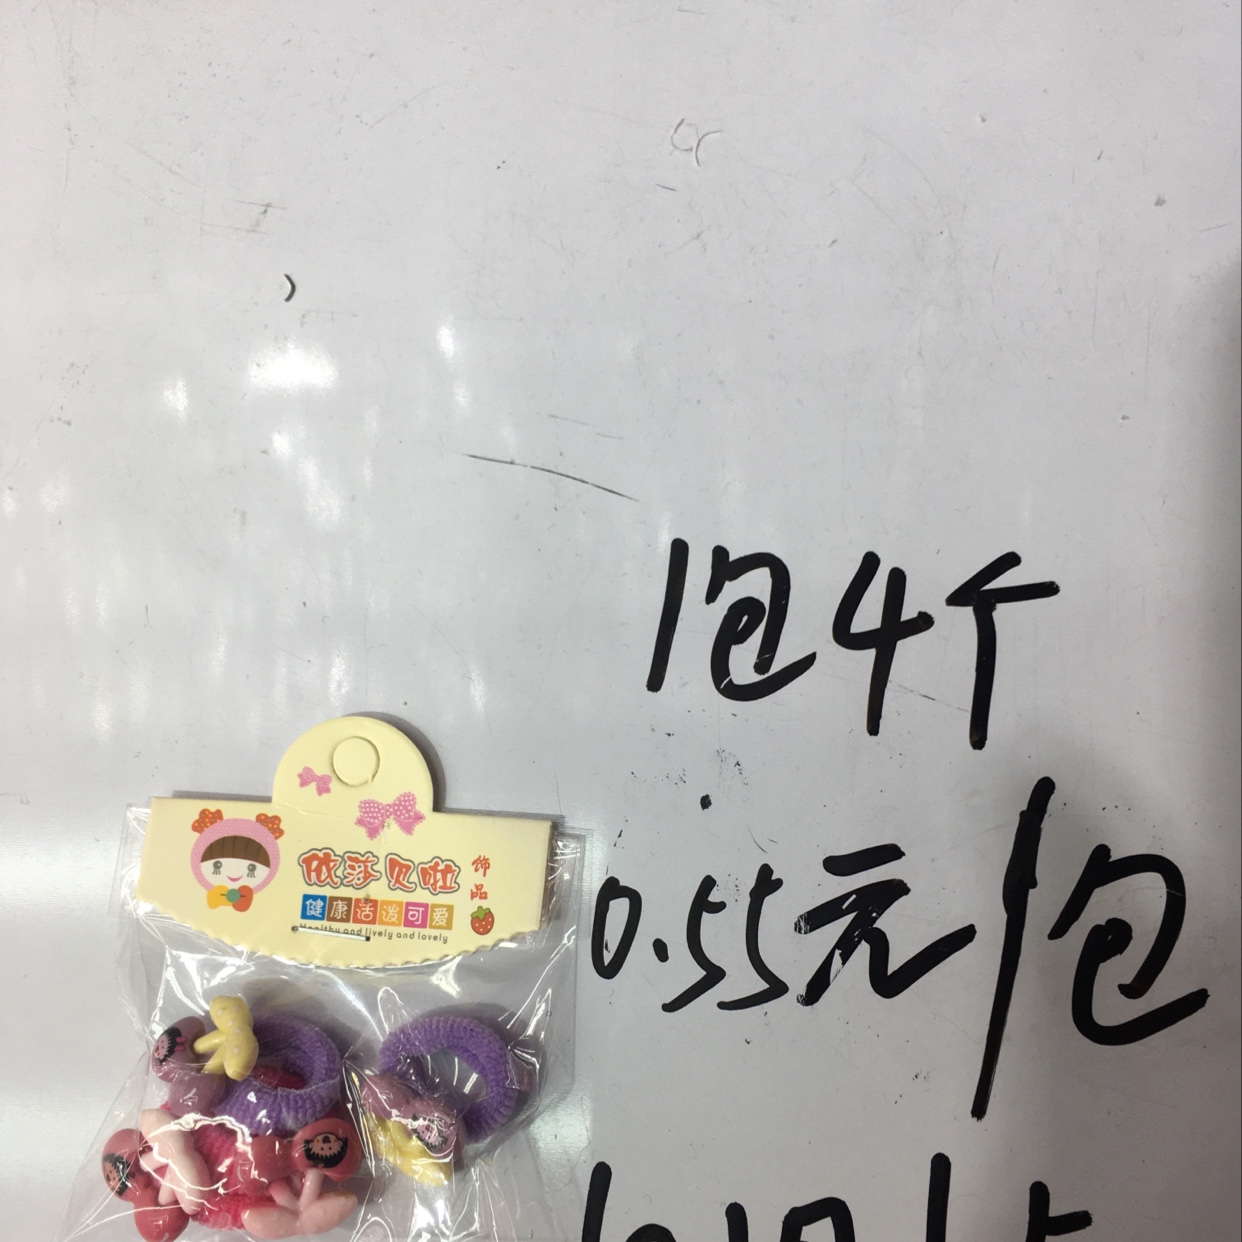 1包4个
0.55元/包
依莎贝啦
饰品
健康活泼可爱
Healthy and lively and lovely